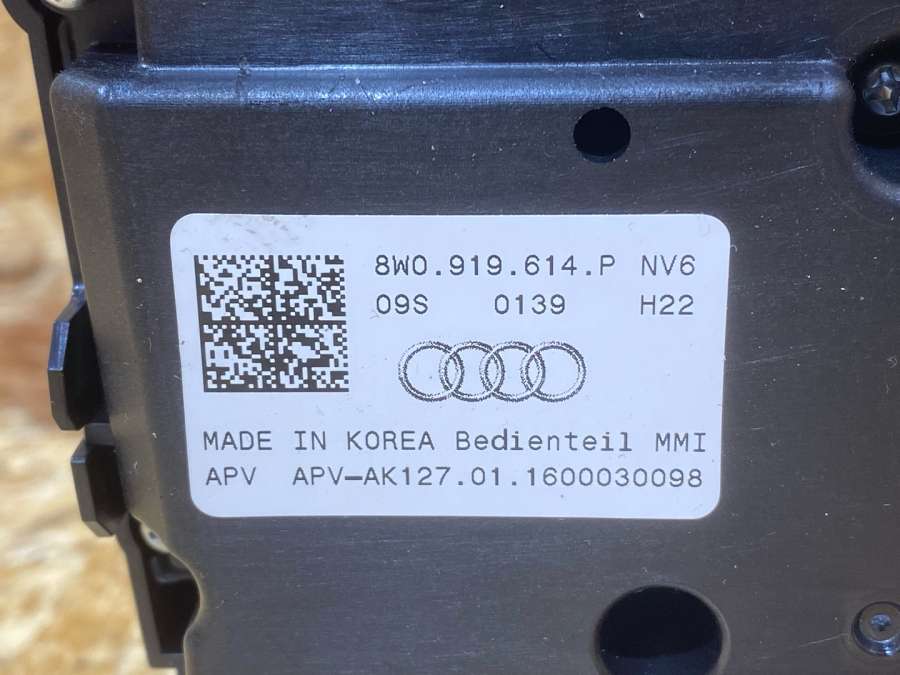 8W0.919.614.P NV6
09S 0139 H22
MADE IN KOREA Bedienteil MMI
APV APV-AK127.01.1600030098